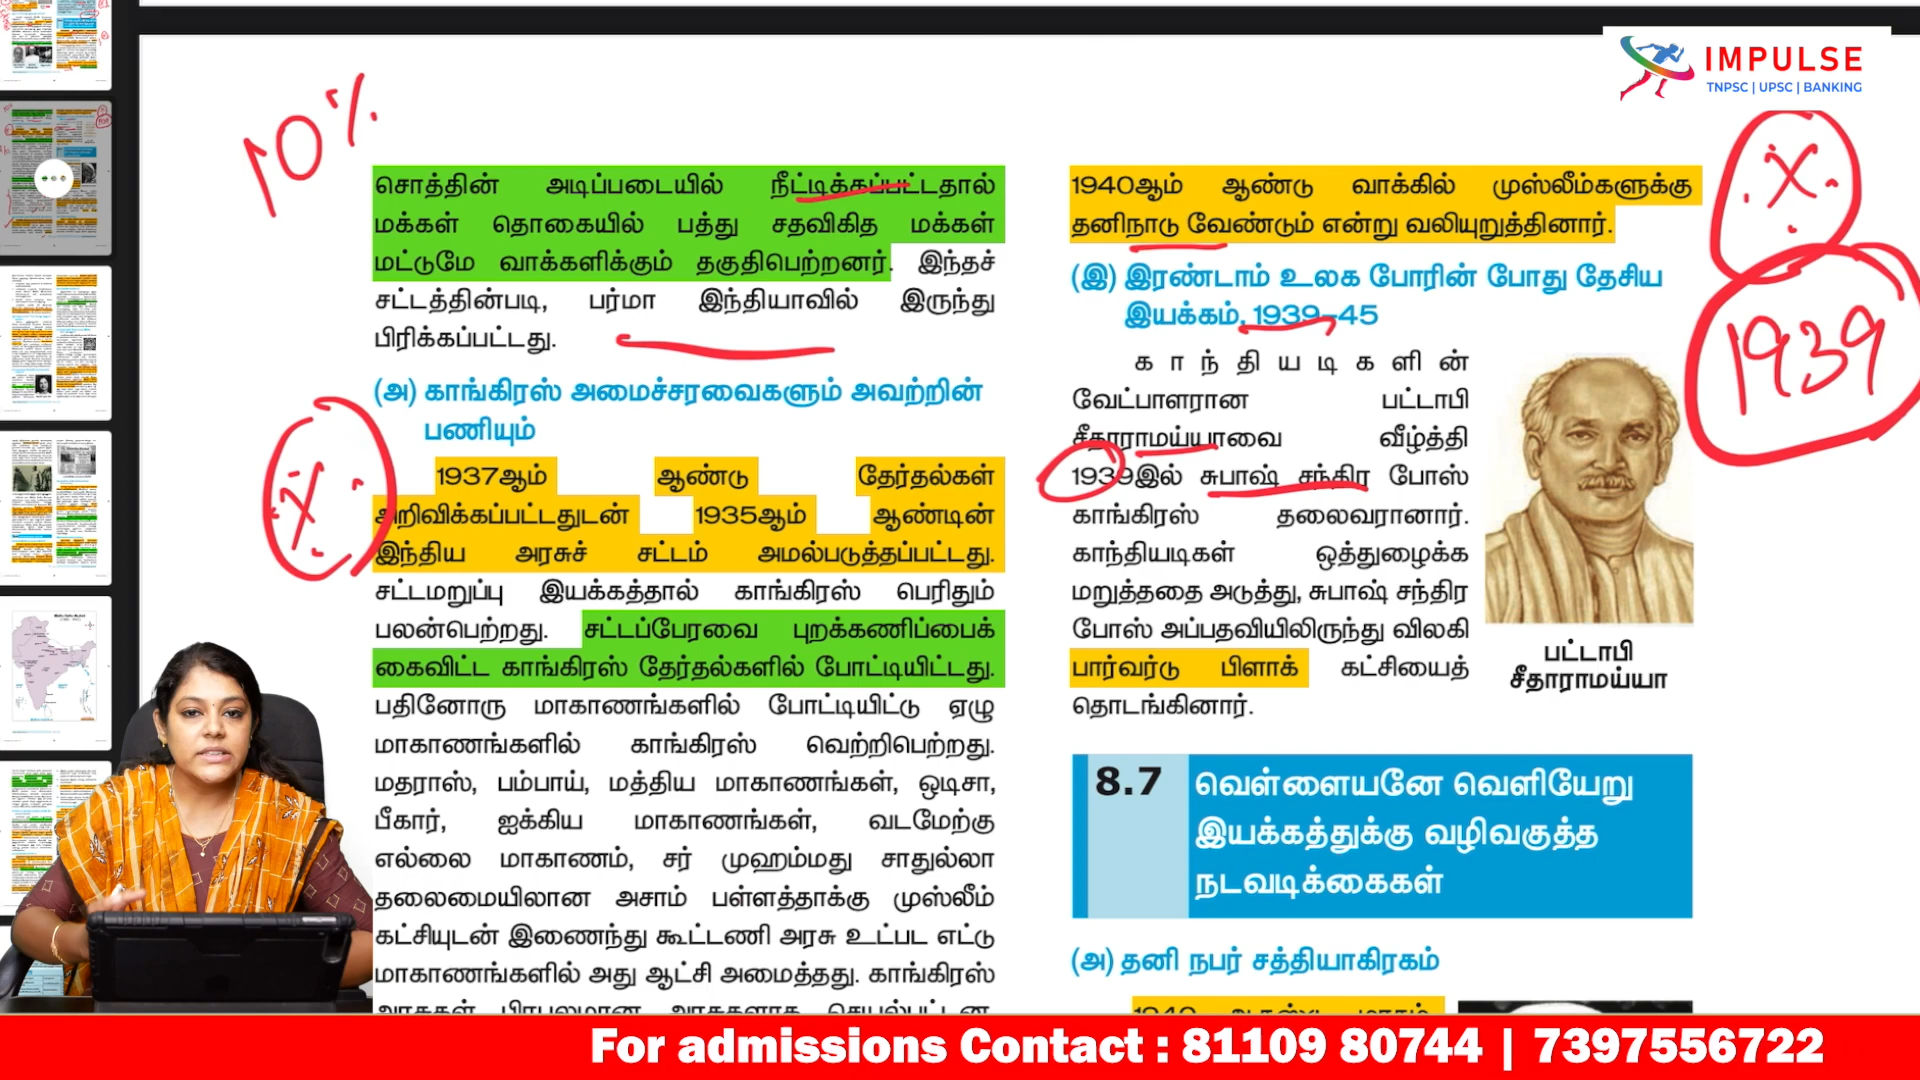 IMPULSE
TNPSC | UPSC | BANKING
10%
சொத்தின் அடிப்படையில் நீட்டிக்கப்பட்டதால்
மக்கள் தொகையில் பத்து சதவிகித மக்கள்
மட்டுமே வாக்களிக்கும் தகுதிபெற்றனர். இந்தச்
சட்டத்தின்படி, பர்மா இந்தியாவில் இருந்து
பிரிக்கப்பட்டது.
(அ) காங்கிரஸ் அமைச்சரவைகளும் அவற்றின்
பணியும்
1937ஆம் ஆண்டு தேர்தல்கள்
அறிவிக்கப்பட்டதுடன் 1935ஆம் ஆண்டின்
இந்திய அரசுச் சட்டம் அமல்படுத்தப்பட்டது.
சட்டமறுப்பு இயக்கத்தால் காங்கிரஸ் பெரிதும்
பலன்பெற்றது. சட்டப்பேரவை புறக்கணிப்பைக்
கைவிட்ட காங்கிரஸ் தேர்தல்களில் போட்டியிட்டது.
பதினோரு மாகாணங்களில் போட்டியிட்டு ஏழு
மாகாணங்களில் காங்கிரஸ் வெற்றிபெற்றது.
மதராஸ், பம்பாய், மத்திய மாகாணங்கள், ஒடிசா,
பீகார், ஐக்கிய மாகாணங்கள், வடமேற்கு
எல்லை மாகாணம், சர் முஹம்மது சாதுல்லா
தலைமையிலான அசாம் பள்ளத்தாக்கு முஸ்லீம்
கட்சியுடன் இணைந்து கூட்டணி அரசு உட்பட எட்டு
மாகாணங்களில் அது ஆட்சி அமைத்தது. காங்கிரஸ்
1940ஆம் ஆண்டு வாக்கில் முஸ்லீம்களுக்கு
தனிநாடு வேண்டும் என்று வலியுறுத்தினார்.
(இ) இரண்டாம் உலக போரின் போது தேசிய
இயக்கம், 1939–45
காந்தியடிகளின்
வேட்பாளரான பட்டாபி
சீதாராமய்யாவை வீழ்த்தி
1939இல் சுபாஷ் சந்திர போஸ்
காங்கிரஸ் தலைவரானார்.
காந்தியடிகள் ஒத்துழைக்க
மறுத்ததை அடுத்து, சுபாஷ் சந்திர
போஸ் அப்பதவியிலிருந்து விலகி
பார்வர்டு பிளாக் கட்சியைத்
தொடங்கினார்.
பட்டாபி
சீதாராமய்யா
X
1939
X
8.7 வெள்ளையனே வெளியேறு
இயக்கத்துக்கு வழிவகுத்த
நடவடிக்கைகள்
(அ) தனி நபர் சத்தியாகிரகம்
For admissions Contact : 81109 80744 | 7397556722